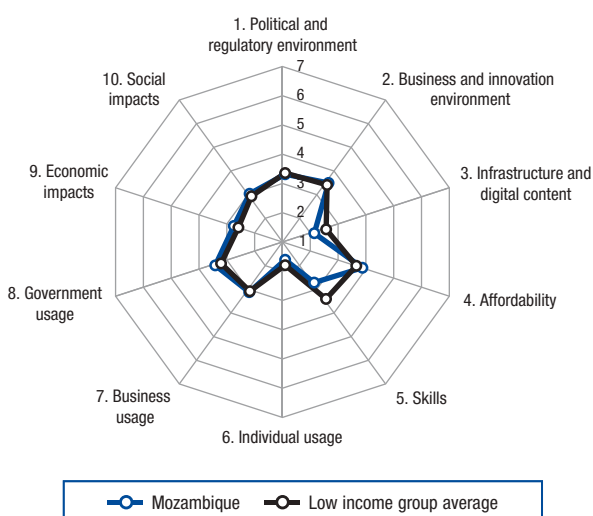 1. Political and
regulatory environment
2. Business and innovation
environment
3. Infrastructure and
digital content
4. Affordability
5. Skills
6. Individual usage
7. Business
usage
8. Government
usage
9. Economic
impacts
10. Social
impacts
7
6
5
4
3
2
1
Mozambique
Low income group average